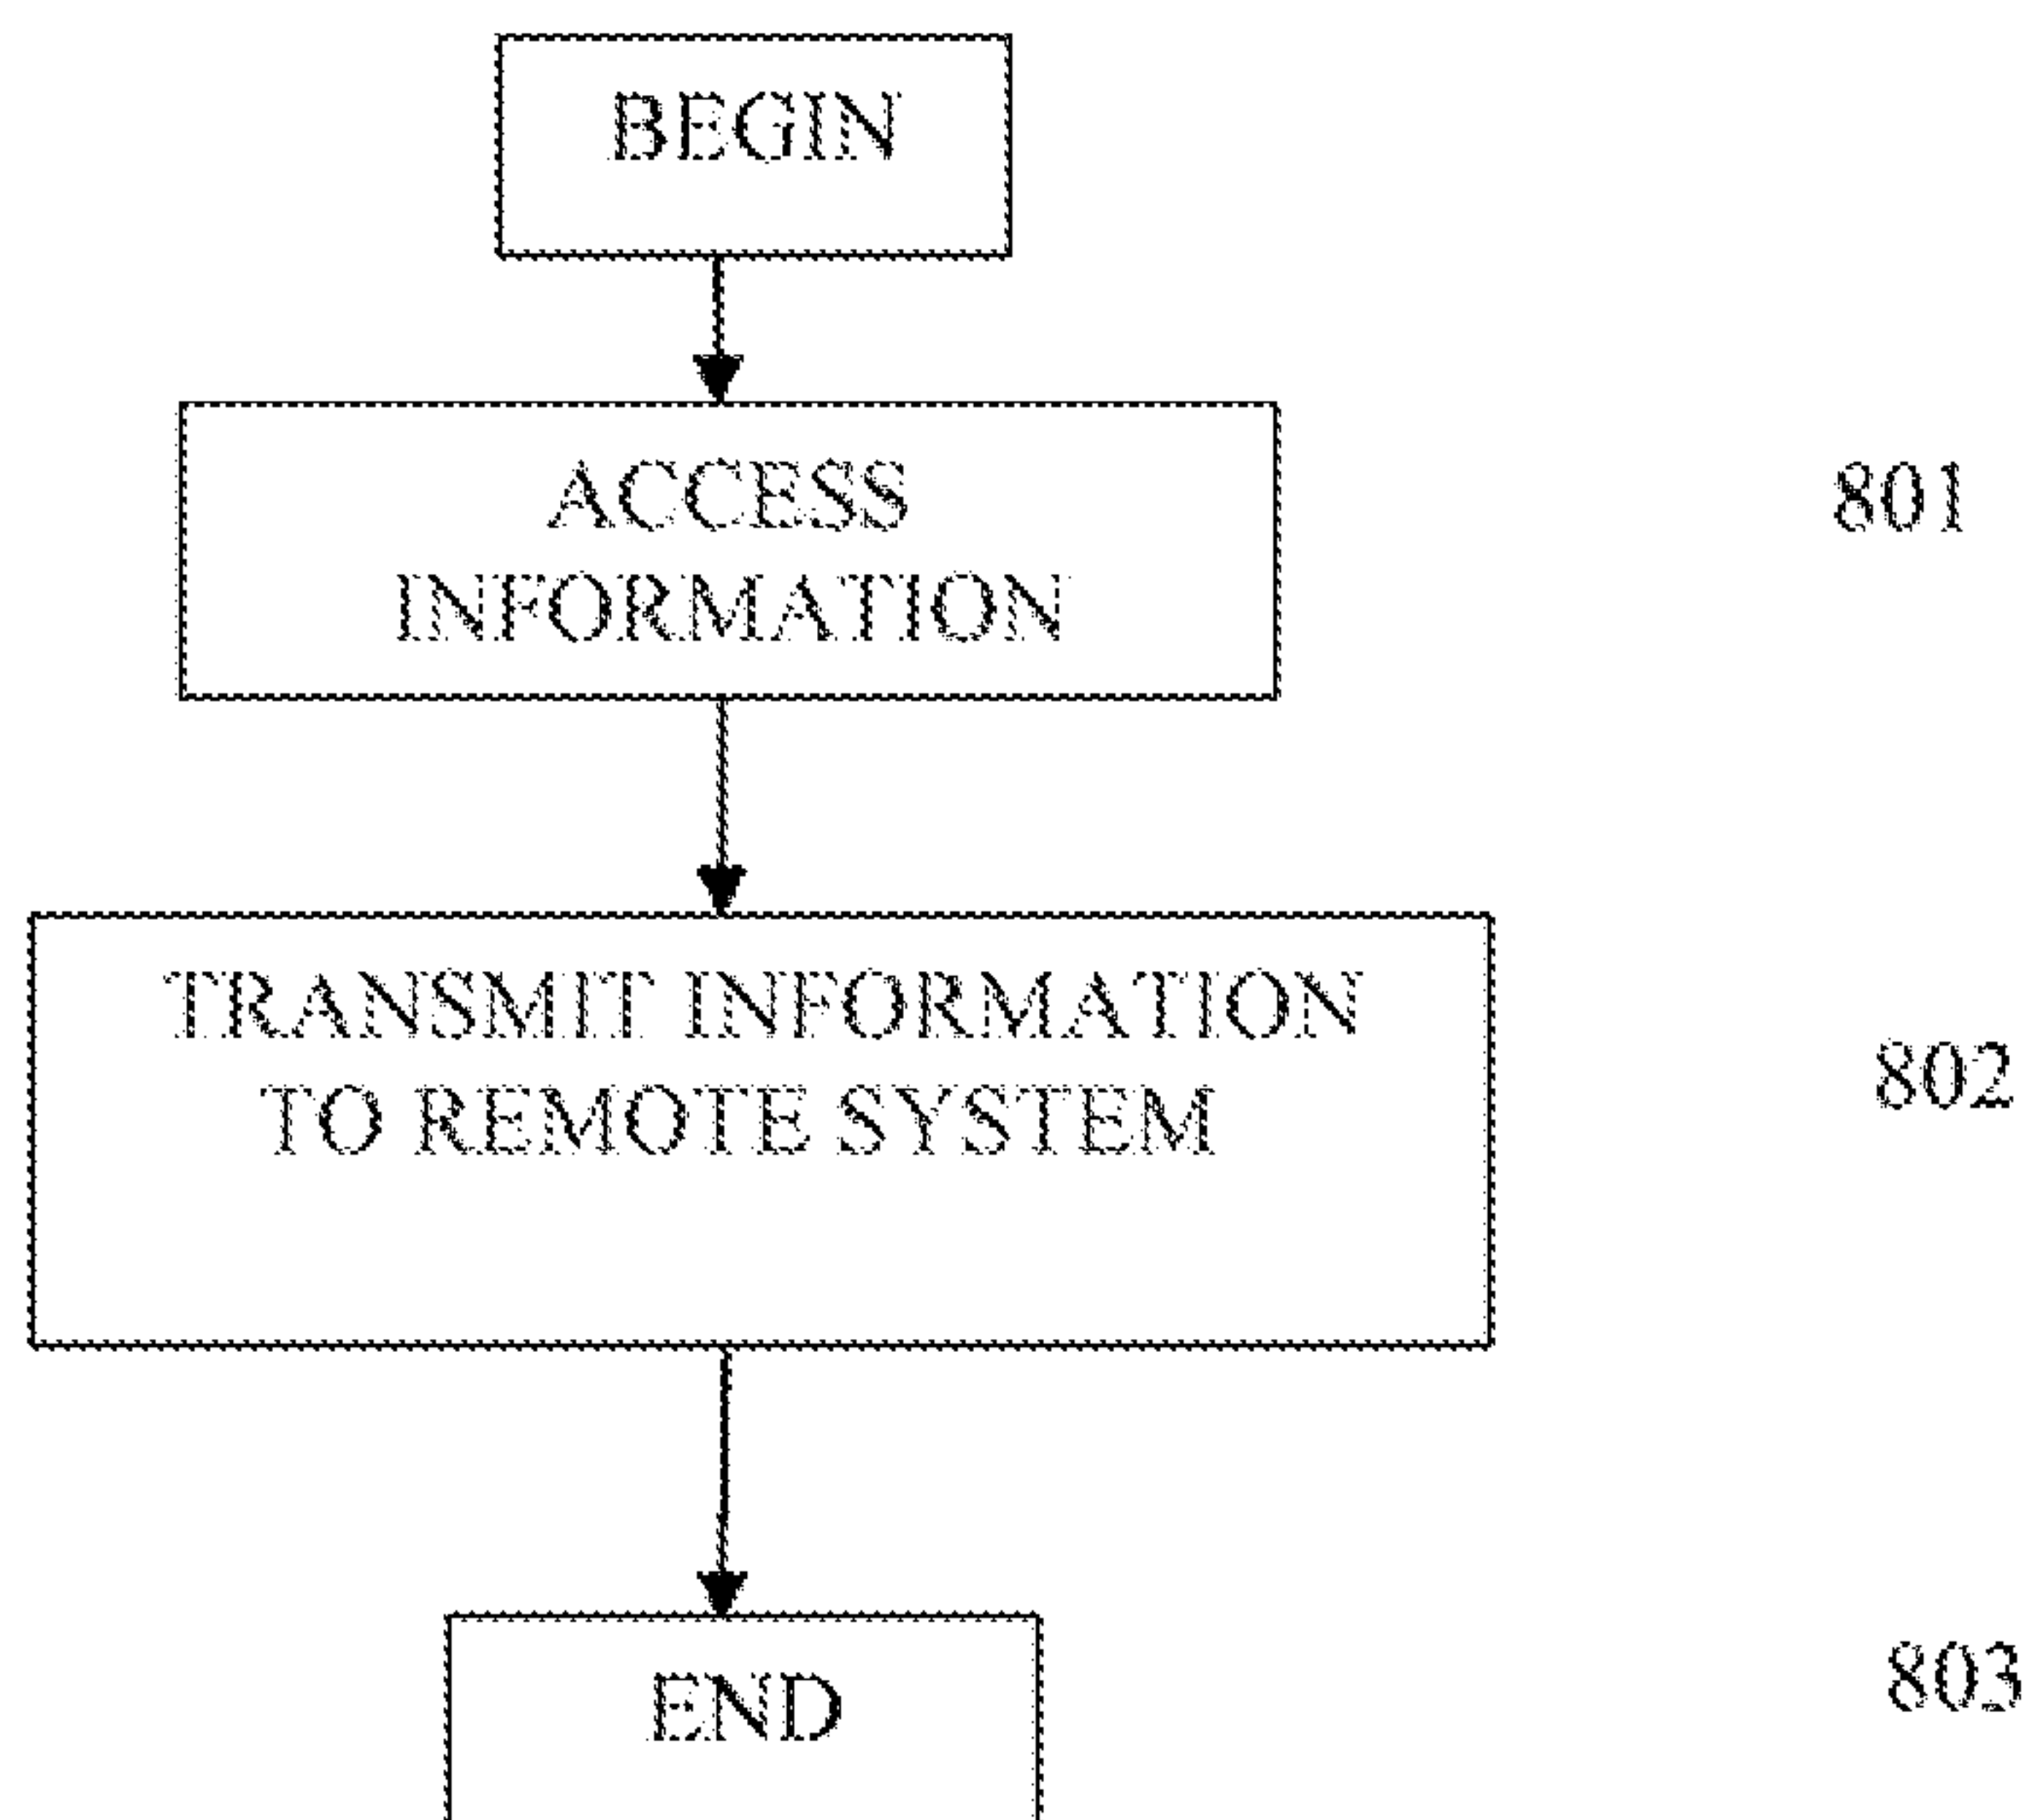 BEGIN
ACCESS
INFORMATION
801
TRANSMIT INFORMATION
TO REMOTE SYSTEM
802
END
803